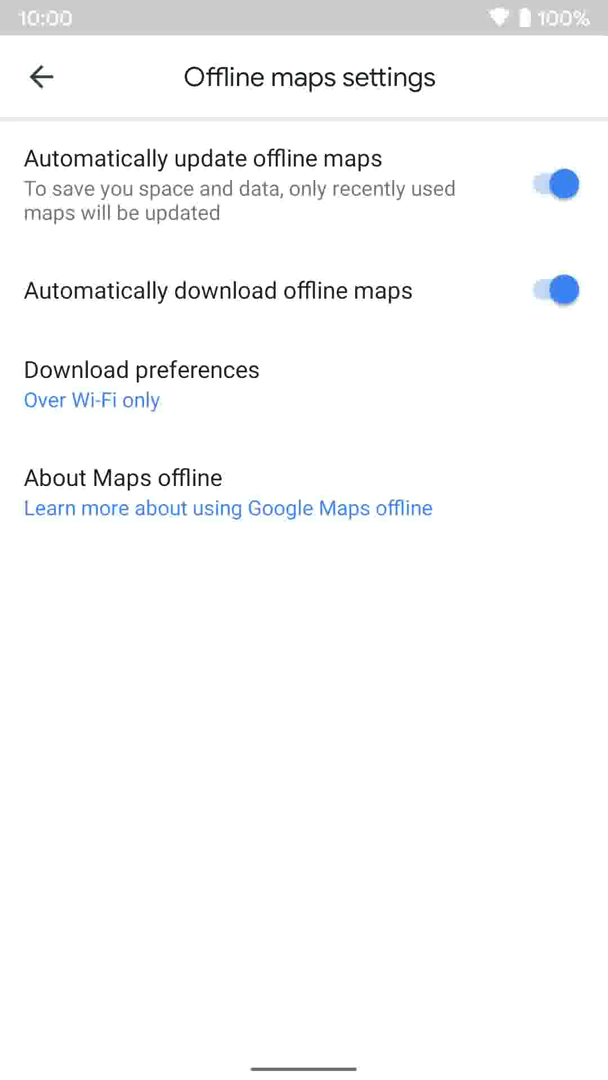 10:00
100%
Offline maps settings
Automatically update offline maps
To save you space and data, only recently used
maps will be updated
Automatically download offline maps
Download preferences
Over Wi-Fi only
About Maps offline
Learn more about using Google Maps offline